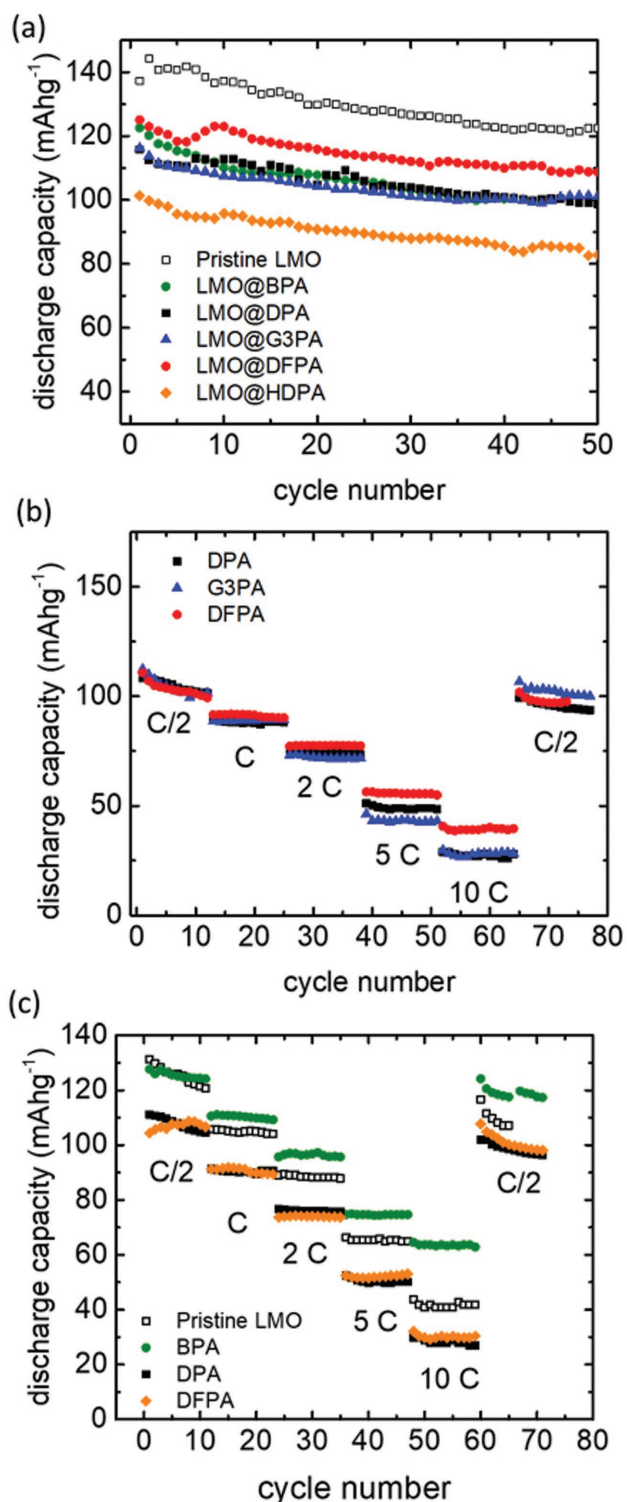 (a)
discharge capacity (mAhg⁻¹)
140
120
100
80
60
40
Pristine LMO
LMO@BPA
LMO@DPA
LMO@G3PA
LMO@DFPA
LMO@HDPA
0 10 20 30 40 50
cycle number
(b)
discharge capacity (mAhg⁻¹)
150
100
50
0
DPA
G3PA
DFPA
C/2
C
2 C
5 C
10 C
C/2
0 10 20 30 40 50 60 70 80
cycle number
(c)
discharge capacity (mAhg⁻¹)
140
120
100
80
60
40
20
0
C/2
C
2 C
5 C
10 C
C/2
Pristine LMO
BPA
DPA
DFPA
0 10 20 30 40 50 60 70 80
cycle number